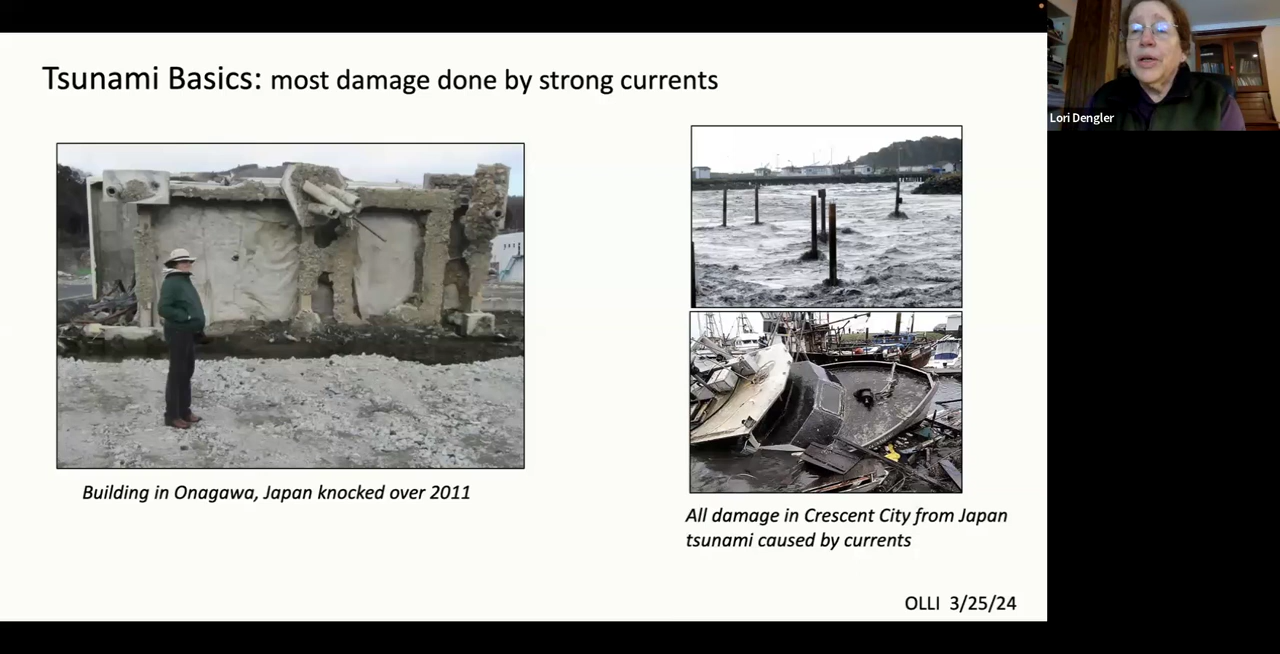 Tsunami Basics: most damage done by strong currents
Lori Dengler
Building in Onagawa, Japan knocked over 2011
All damage in Crescent City from Japan
tsunami caused by currents
OLLI 3/25/24